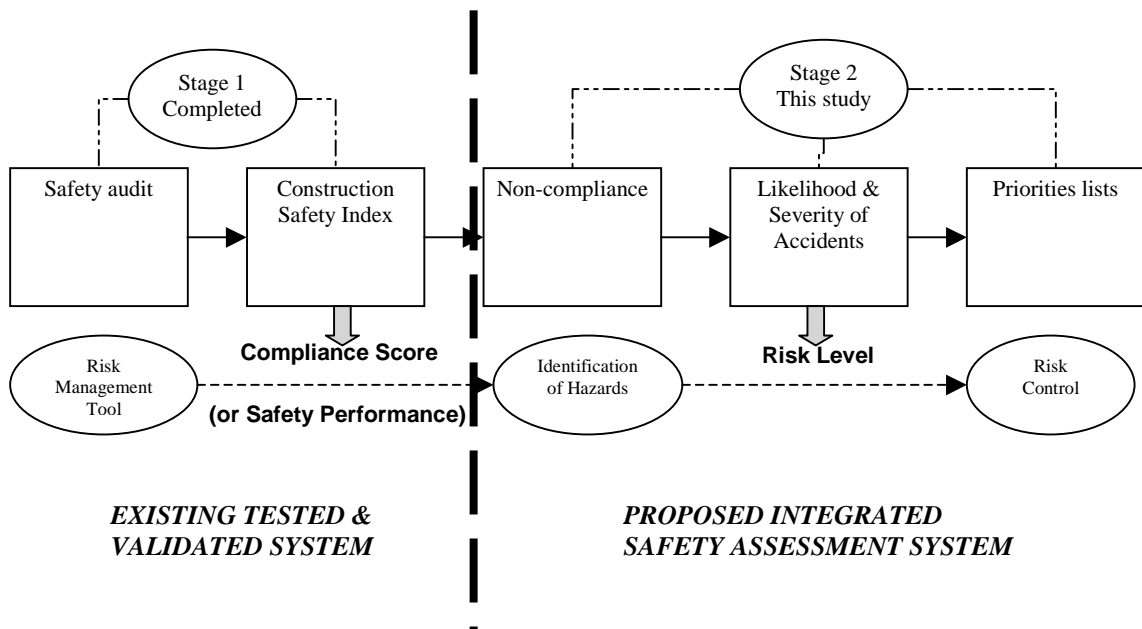 Stage 1
Completed
Stage 2
This study
Safety audit
Construction
Safety Index
Non-compliance
Likelihood &
Severity of
Accidents
Priorities lists
Compliance Score
Risk Level
Risk
Management
Tool
(or Safety Performance)
Identification
of Hazards
Risk
Control
EXISTING TESTED &
VALIDATED SYSTEM
PROPOSED INTEGRATED
SAFETY ASSESSMENT SYSTEM